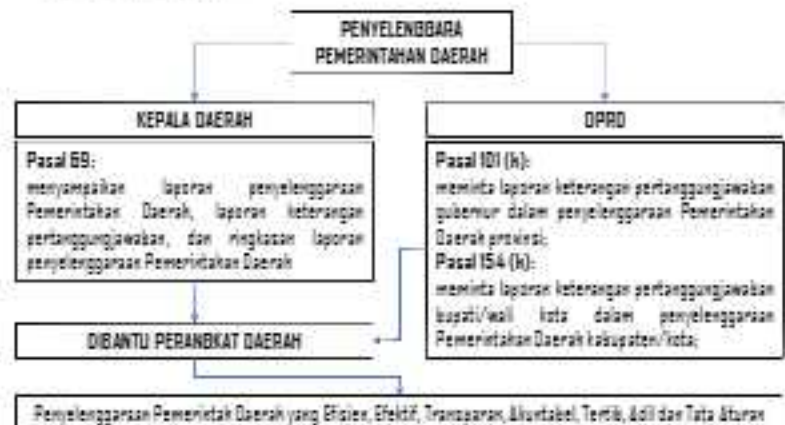 PENYELENGGARA
PEMERINTAHAN DAERAH
KEPALA DAERAH
Pasal 69:
menyampaikan laporan penyelenggaraan
Pemerintahan Daerah, laporan keterangan
pertanggungjawaban, dan ringkasan laporan
penyelenggaraan Pemerintahan Daerah
DPRD
Pasal 101 (h):
meminta laporan keterangan pertanggungjawaban
gubernur dalam penyelenggaraan Pemerintahan
Daerah provinsi;
Pasal 154 (h):
meminta laporan keterangan pertanggungjawaban
bupati/wali kota dalam penyelenggaraan
Pemerintahan Daerah kabupaten/kota;
DIBANTU PERANGKAT DAERAH
Penyelenggaraan Pemerintah Daerah yang Efisien, Efektif, Transparan, Akuntabel, Tertib, Adil dan Tata Aturan